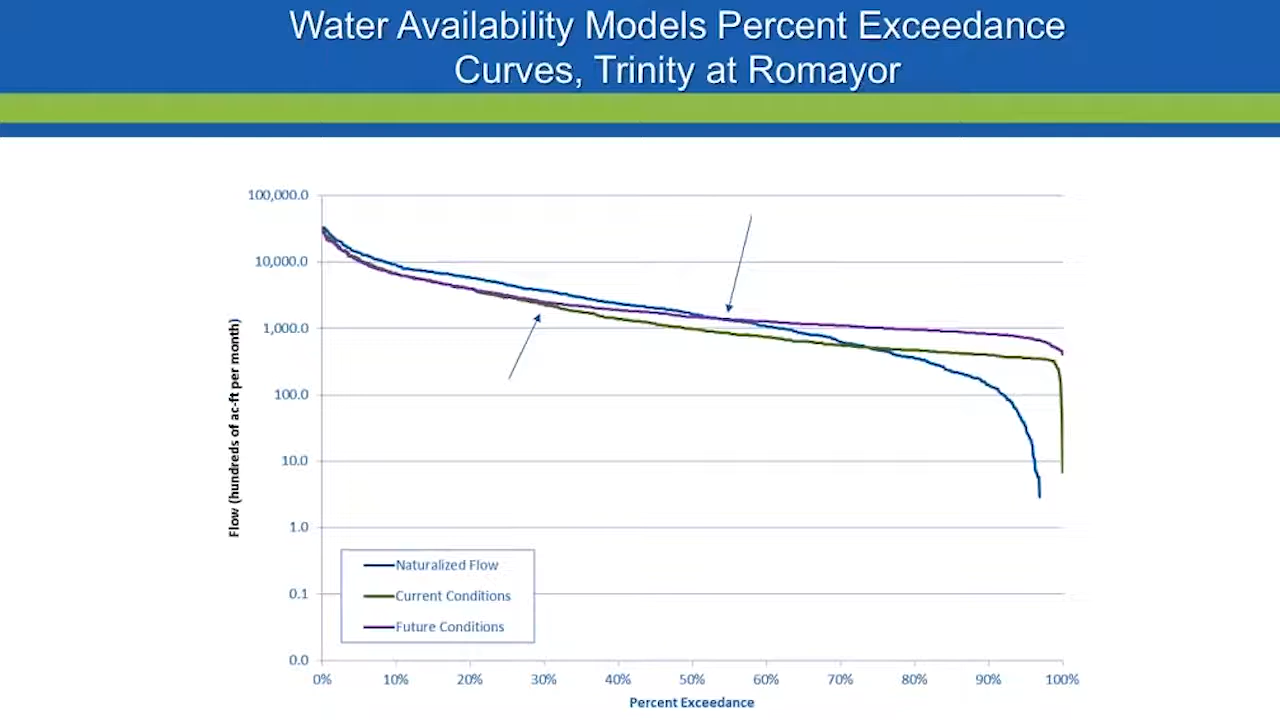 Water Availability Models Percent Exceedance
Curves, Trinity at Romayor
Flow (hundreds of ac-ft per month)
100,000.0
10,000.0
1,000.0
100.0
10.0
1.0
0.1
0.0
Naturalized Flow
Current Conditions
Future Conditions
0% 10% 20% 30% 40% 50% 60% 70% 80% 90% 100%
Percent Exceedance